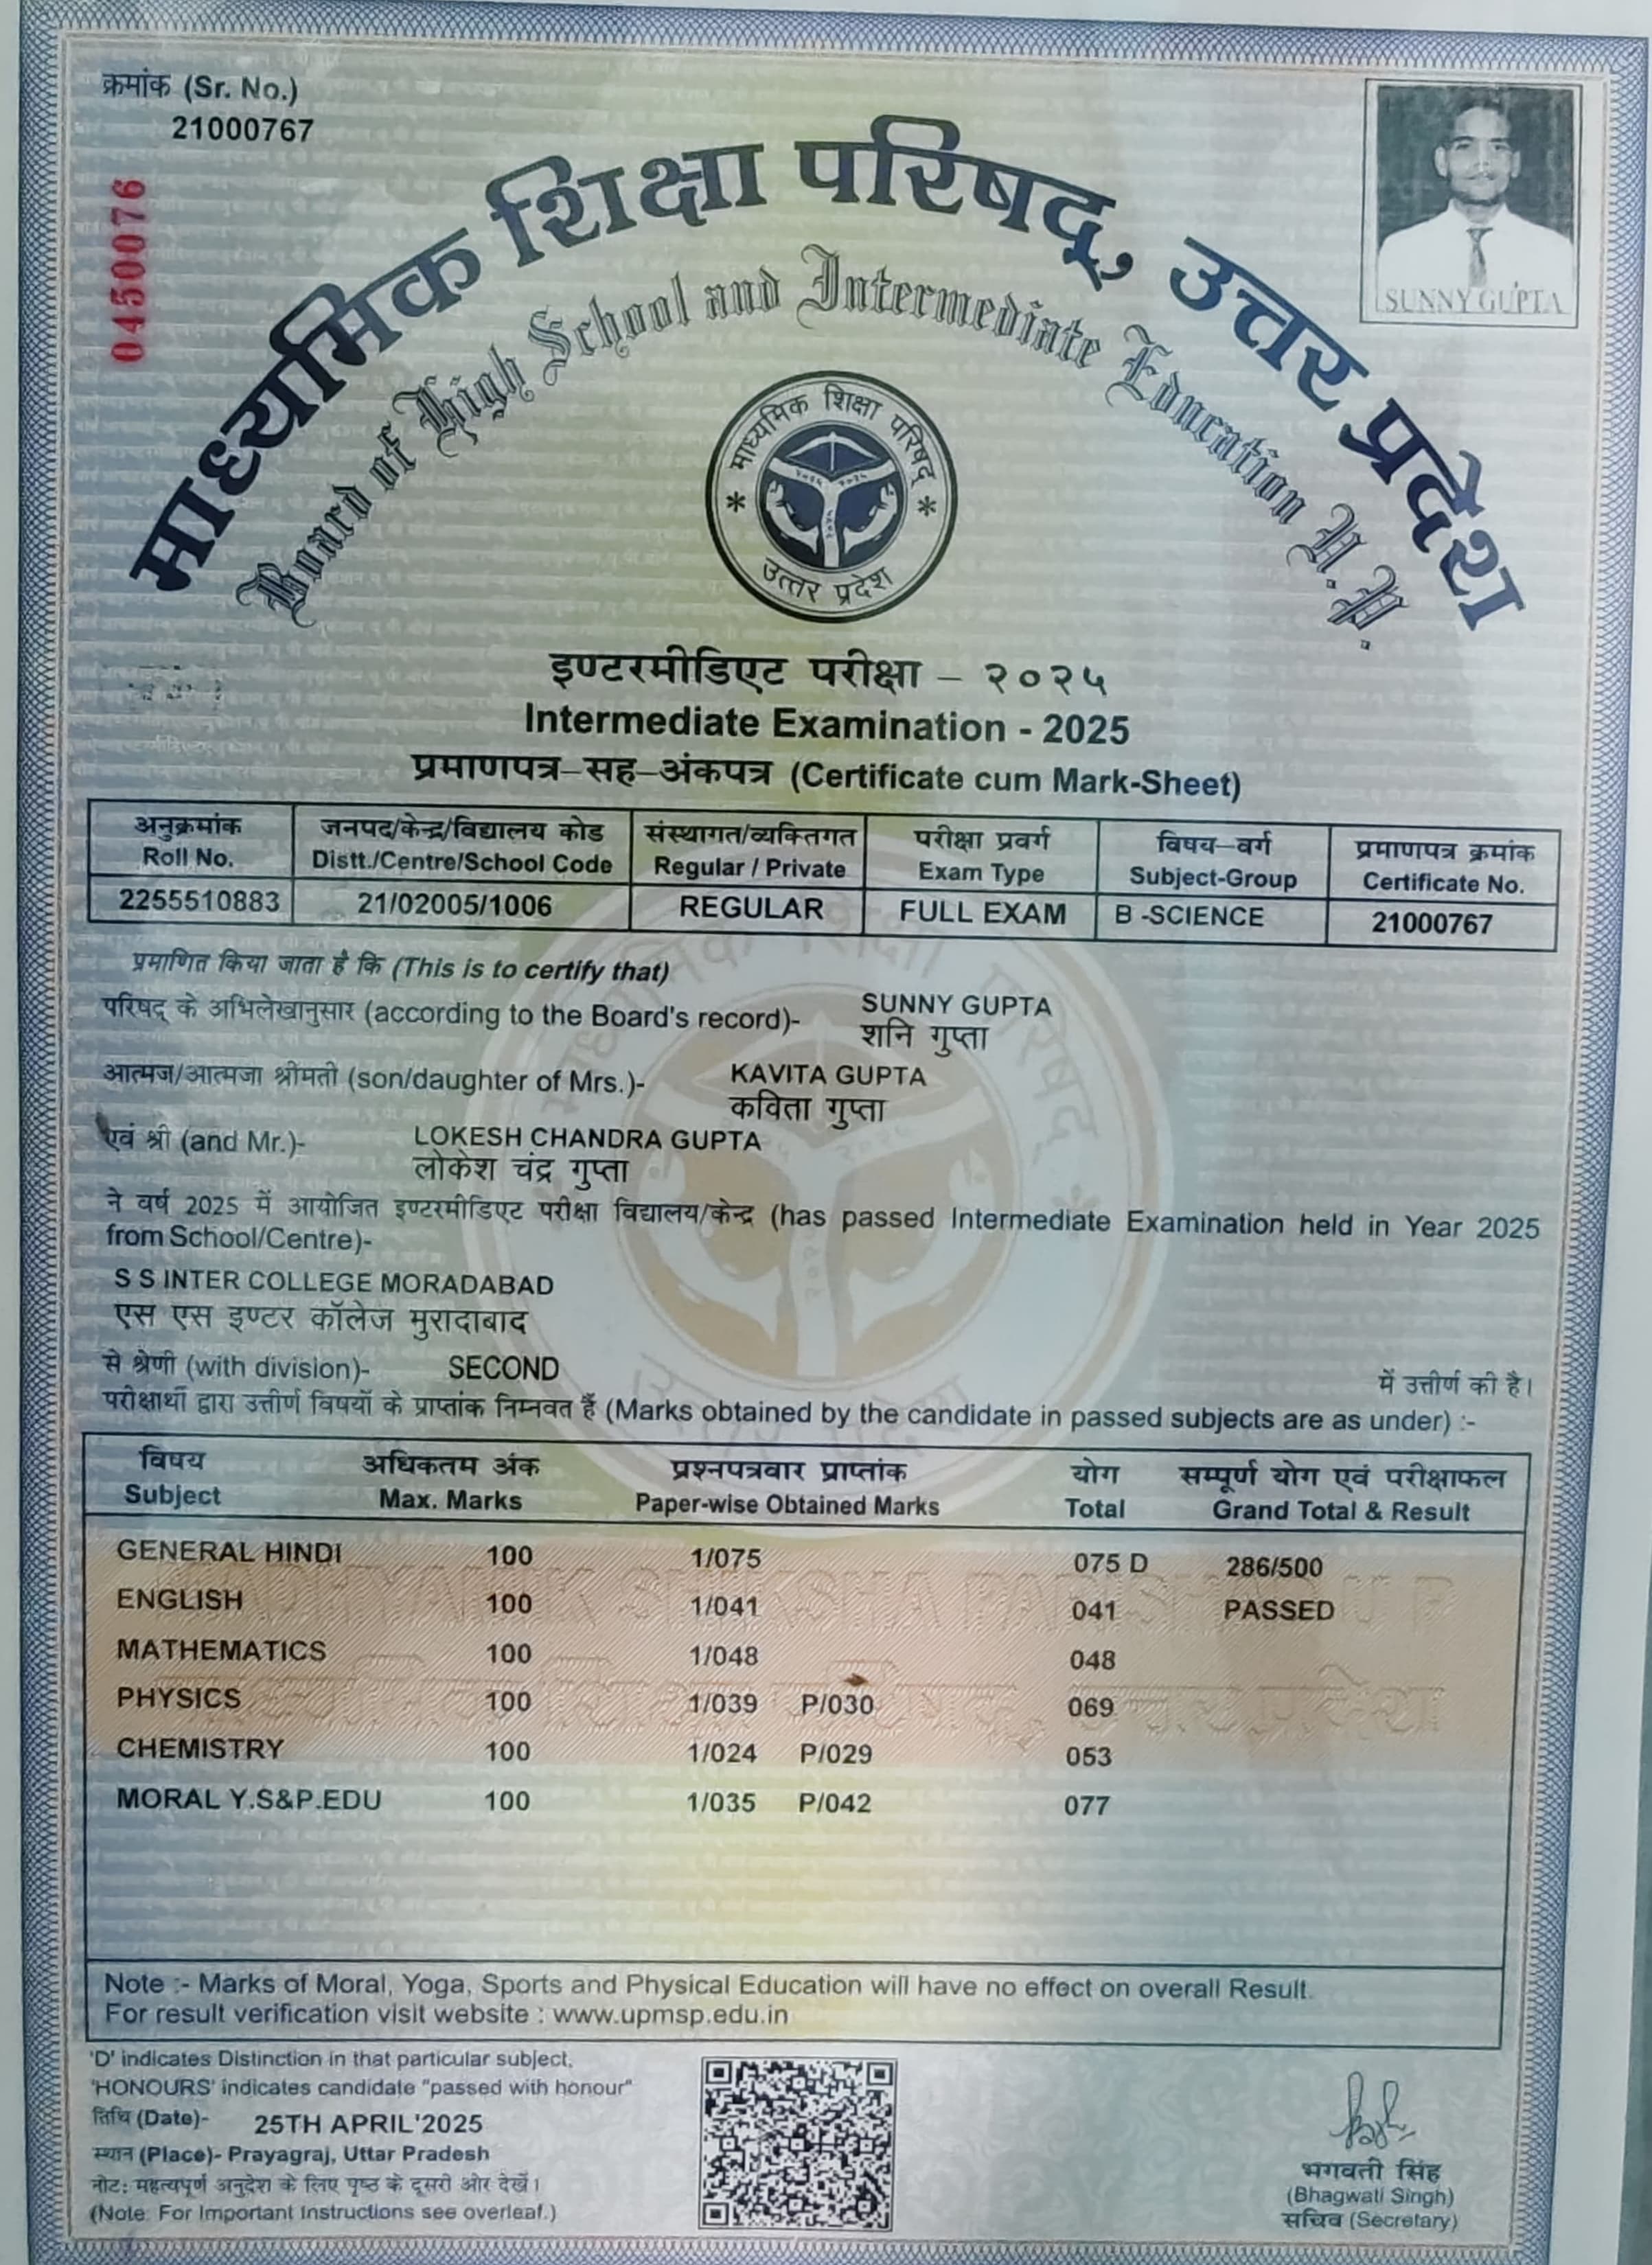 क्रमांक (Sr. No.)
21000767
0450076
SUNNY GUPTA
माध्यमिक शिक्षा परिषद्, उत्तर प्रदेश
Board of High School and Intermediate Education U.P.
माध्यमिक शिक्षा परिषद्
उत्तर प्रदेश
इण्टरमीडिएट परीक्षा – २०२५
Intermediate Examination - 2025
प्रमाणपत्र–सह–अंकपत्र (Certificate cum Mark-Sheet)
अनुक्रमांक जनपद/केन्द्र/विद्यालय कोड संस्थागत/व्यक्तिगत परीक्षा प्रवर्ग विषय–वर्ग प्रमाणपत्र क्रमांक
Roll No. Distt./Centre/School Code Regular / Private Exam Type Subject-Group Certificate No.
2255510883 21/02005/1006 REGULAR FULL EXAM B -SCIENCE 21000767
प्रमाणित किया जाता है कि (This is to certify that)
परिषद् के अभिलेखानुसार (according to the Board's record)- SUNNY GUPTA
शनि गुप्ता
आत्मज/आत्मजा श्रीमती (son/daughter of Mrs.)- KAVITA GUPTA
कविता गुप्ता
एवं श्री (and Mr.)- LOKESH CHANDRA GUPTA
लोकेश चंद्र गुप्ता
ने वर्ष 2025 में आयोजित इण्टरमीडिएट परीक्षा विद्यालय/केन्द्र (has passed Intermediate Examination held in Year 2025
from School/Centre)-
S S INTER COLLEGE MORADABAD
एस एस इण्टर कॉलेज मुरादाबाद
से श्रेणी (with division)- SECOND में उत्तीर्ण की है।
परीक्षार्थी द्वारा उत्तीर्ण विषयों के प्राप्तांक निम्नवत हैं (Marks obtained by the candidate in passed subjects are as under) :-
विषय अधिकतम अंक प्रश्नपत्रवार प्राप्तांक योग सम्पूर्ण योग एवं परीक्षाफल
Subject Max. Marks Paper-wise Obtained Marks Total Grand Total & Result
GENERAL HINDI 100 1/075 075 D 286/500
ENGLISH 100 1/041 041 PASSED
MATHEMATICS 100 1/048 048
PHYSICS 100 1/039 P/030 069
CHEMISTRY 100 1/024 P/029 053
MORAL Y.S&P.EDU 100 1/035 P/042 077
Note :- Marks of Moral, Yoga, Sports and Physical Education will have no effect on overall Result.
For result verification visit website : www.upmsp.edu.in
'D' indicates Distinction in that particular subject.
'HONOURS' indicates candidate "passed with honour"
तिथि (Date)- 25TH APRIL'2025
स्थान (Place)- Prayagraj, Uttar Pradesh
नोट: महत्वपूर्ण अनुदेश के लिए पृष्ठ के दूसरी ओर देखें।
(Note: For Important Instructions see overleaf.)
भगवती सिंह
(Bhagwati Singh)
सचिव (Secretary)